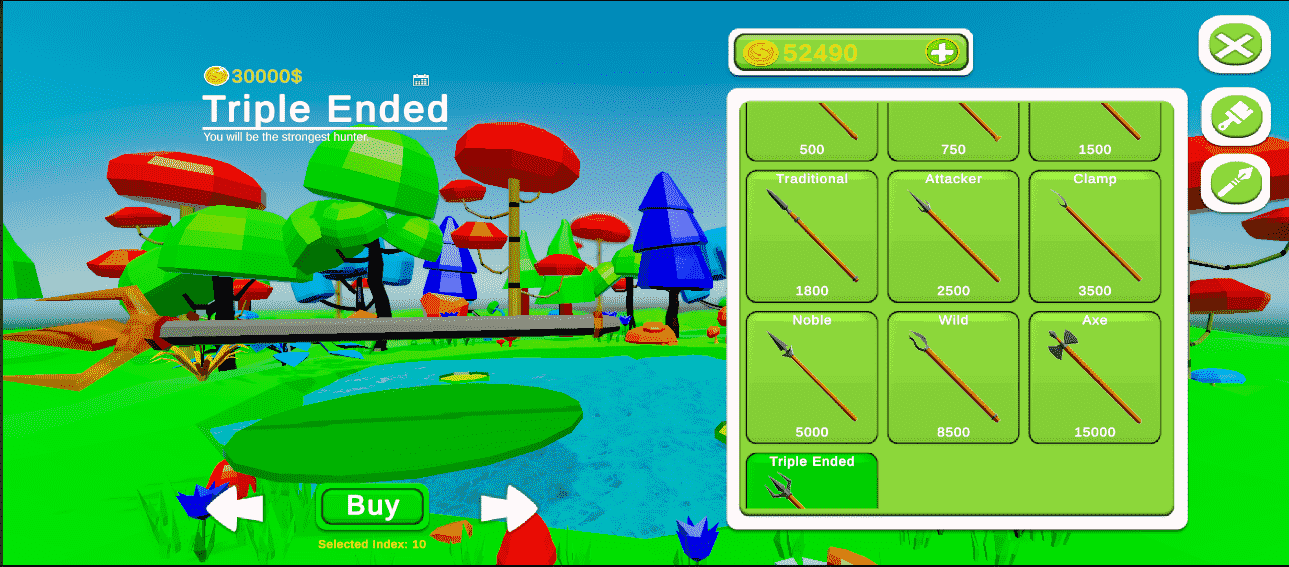 30000$
Triple Ended
You will be the strongest hunter.
Buy
Selected Index: 10
52490
500
750
1500
Traditional
Attacker
Clamp
1800
2500
3500
Noble
Wild
Axe
5000
8500
15000
Triple Ended